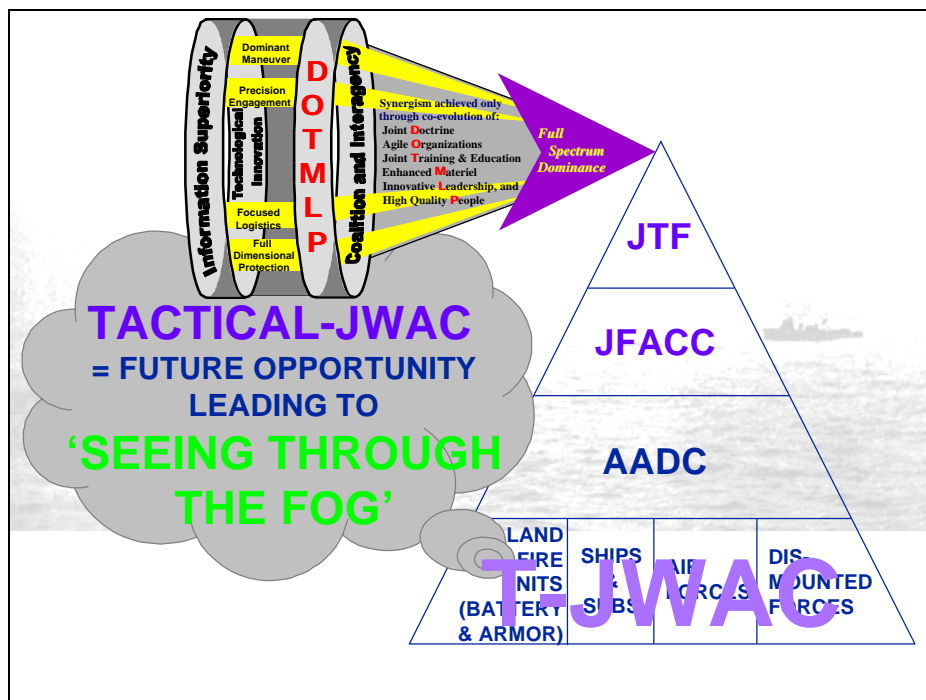 Information Superiority
Dominant
Maneuver
Precision
Engagement
Technological
Innovation
Focused
Logistics
Full
Dimensional
Protection
D
O
T
M
L
P
Coalition and Interagency
Synergism achieved only
through co-evolution of:
Joint Doctrine
Agile Organizations
Joint Training & Education
Enhanced Materiel
Innovative Leadership, and
High Quality People
Full
Spectrum
Dominance
TACTICAL-JWAC
= FUTURE OPPORTUNITY
LEADING TO
‘SEEING THROUGH
THE FOG’
JTF
JFACC
AADC
LAND
FIRE
UNITS
(BATTERY
& ARMOR)
SHIPS
&
SUBS
AIR
FORCES
DIS-
MOUNTED
FORCES
T-JWAC